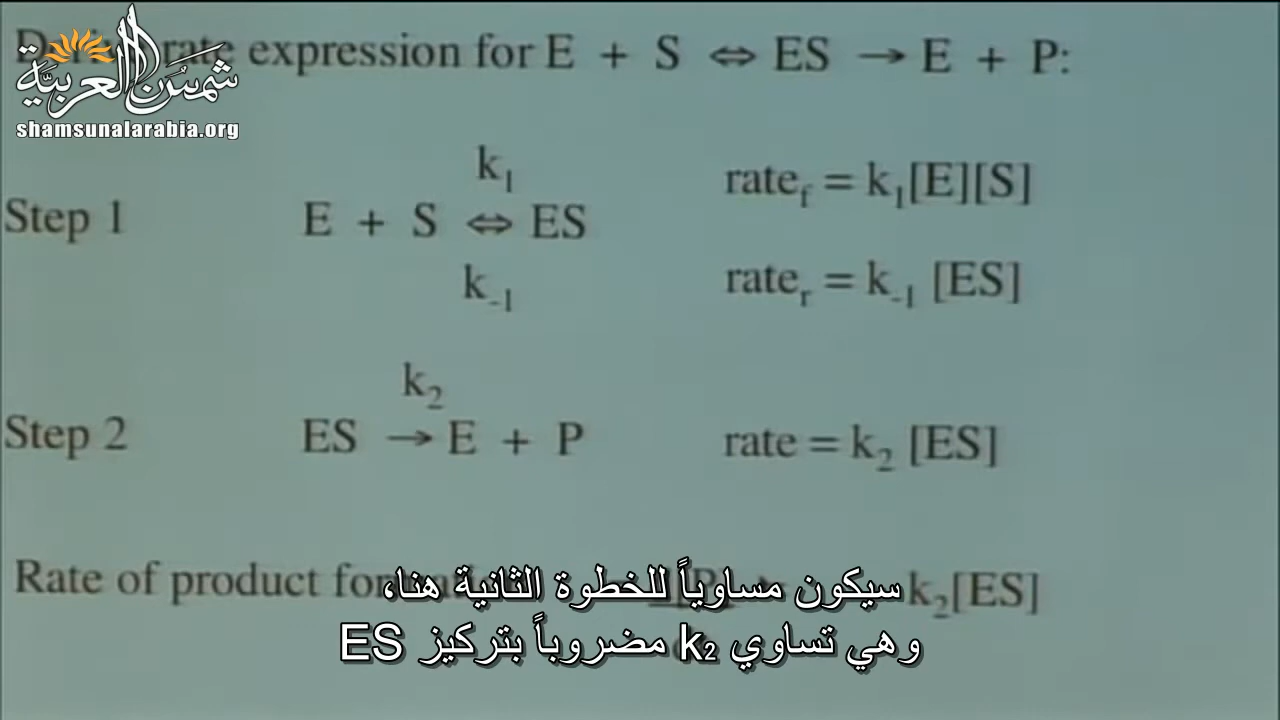 شمس العربية
shamsunalarabia.org
rate expression for E + S ⇔ ES → E + P:
k₁
ratef = k₁[E][S]
Step 1 E + S ⇔ ES
k₋₁
rater = k₋₁ [ES]
k₂
Step 2 ES → E + P rate = k₂ [ES]
Rate of product k₂[ES]
سيكون مساوياً للخطوة الثانية هنا،
وهي تساوي k₂ مضروباً بتركيز ES